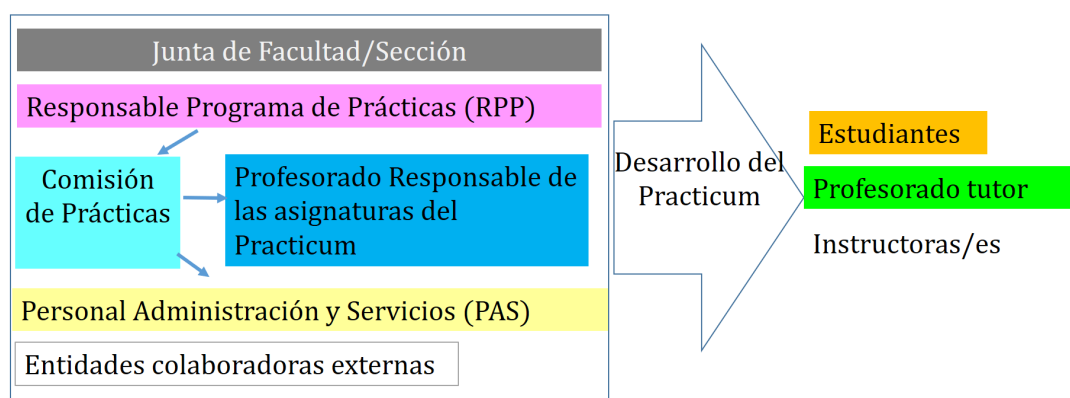 Junta de Facultad/Sección
Responsable Programa de Prácticas (RPP)
Comisión
de Prácticas
Profesorado Responsable de
las asignaturas del
Practicum
Personal Administración y Servicios (PAS)
Entidades colaboradoras externas
Desarrollo del
Practicum
Estudiantes
Profesorado tutor
Instructoras/es